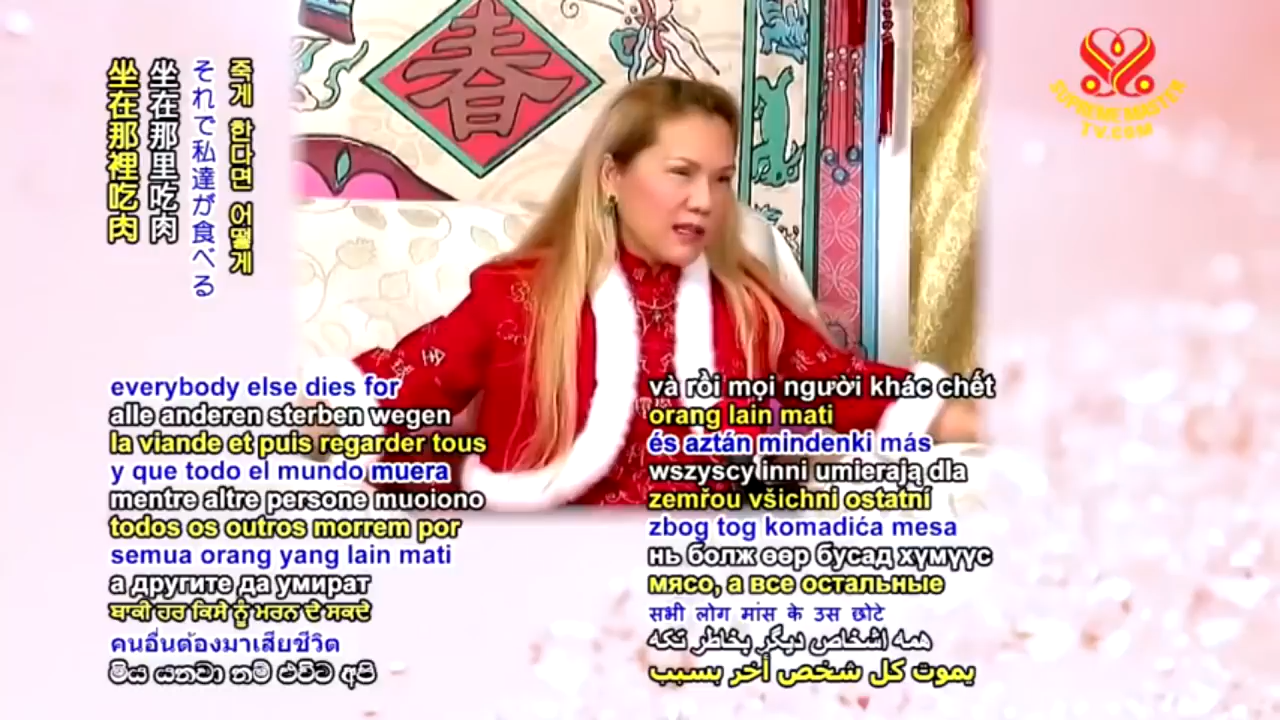 春
SUPREME MASTER
TV.COM
죽게 한다면 어떻게
それで私達が食べる
坐在那里吃肉
坐在那裡吃肉
everybody else dies for
alle anderen sterben wegen
la viande et puis regarder tous
y que todo el mundo muera
mentre altre persone muoiono
todos os outros morrem por
semua orang yang lain mati
а другите да умират
ਬਾਕੀ ਹਰ ਕਿਸੇ ਨੂੰ ਮਰਨ ਦੇ ਸਕਦੇ
คนอื่นต้องมาเสียชีวิต
මිය යනවා නම් එවිට අපි
và rồi mọi người khác chết
orang lain mati
és aztán mindenki más
wszyscy inni umierają dla
zemřou všichni ostatní
zbog tog komadića mesa
нь болж өөр бусад хүмүүс
мясо, а все остальные
सभी लोग मांस के उस छोटे
همه اشخاص دیگر بخاطر تکه
يموت كل شخص أخر بسبب